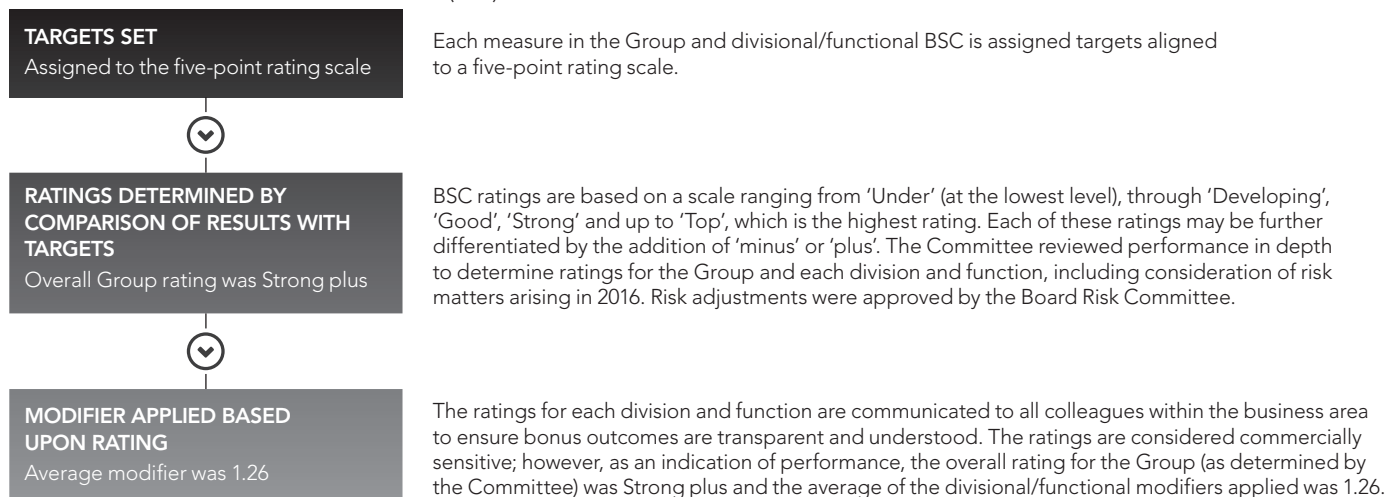 TARGETS SET
Assigned to the five-point rating scale
Each measure in the Group and divisional/functional BSC is assigned targets aligned
to a five-point rating scale.
RATINGS DETERMINED BY
COMPARISON OF RESULTS WITH
TARGETS
Overall Group rating was Strong plus
BSC ratings are based on a scale ranging from ‘Under’ (at the lowest level), through ‘Developing’,
‘Good’, ‘Strong’ and up to ‘Top’, which is the highest rating. Each of these ratings may be further
differentiated by the addition of ‘minus’ or ‘plus’. The Committee reviewed performance in depth
to determine ratings for the Group and each division and function, including consideration of risk
matters arising in 2016. Risk adjustments were approved by the Board Risk Committee.
MODIFIER APPLIED BASED
UPON RATING
Average modifier was 1.26
The ratings for each division and function are communicated to all colleagues within the business area
to ensure bonus outcomes are transparent and understood. The ratings are considered commercially
sensitive; however, as an indication of performance, the overall rating for the Group (as determined by
the Committee) was Strong plus and the average of the divisional/functional modifiers applied was 1.26.